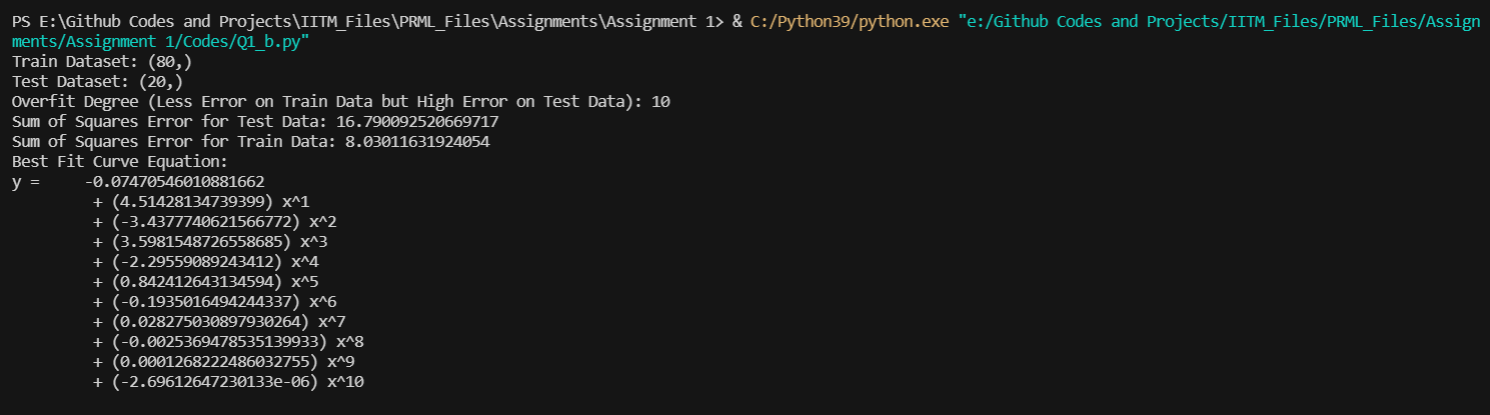 PS E:\Github Codes and Projects\IITM_Files\PRML_Files\Assignments\Assignment 1> & C:/Python39/python.exe "e:/Github Codes and Projects/IITM_Files/PRML_Files/Assign
ments/Assignment 1/Codes/Q1_b.py"
Train Dataset: (80,)
Test Dataset: (20,)
Overfit Degree (Less Error on Train Data but High Error on Test Data): 10
Sum of Squares Error for Test Data: 16.790092520669717
Sum of Squares Error for Train Data: 8.03011631924054
Best Fit Curve Equation:
y =     -0.07470546010881662
        + (4.51428134739399) x^1
        + (-3.4377740621566772) x^2
        + (3.5981548726558685) x^3
        + (-2.29559089243412) x^4
        + (0.842412643134594) x^5
        + (-0.1935016494244337) x^6
        + (0.028275030897930264) x^7
        + (-0.0025369478535139933) x^8
        + (0.0001268222486032755) x^9
        + (-2.69612647230133e-06) x^10